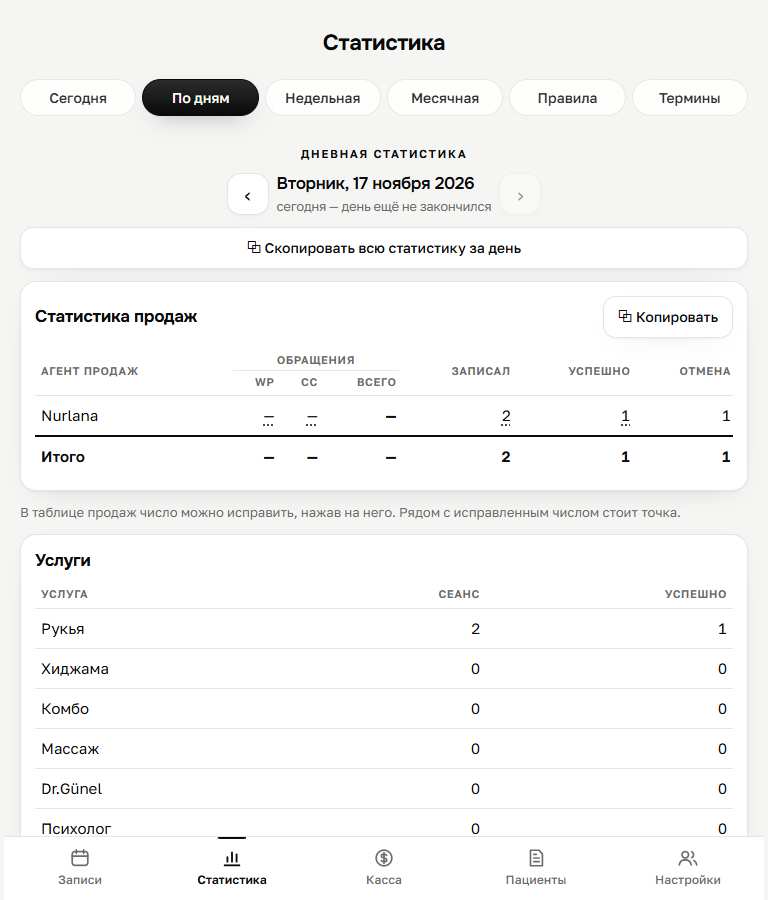 Статистика
Сегодня По дням Недельная Месячная Правила Термины
ДНЕВНАЯ СТАТИСТИКА
‹ Вторник, 17 ноября 2026 ›
сегодня — день ещё не закончился
Скопировать всю статистику за день
Статистика продаж Копировать
ОБРАЩЕНИЯ
АГЕНТ ПРОДАЖ ЗАПИСАЛ УСПЕШНО ОТМЕНА
WP CC ВСЕГО
Nurlana — — — 2 1 1
Итого — — — 2 1 1
В таблице продаж число можно исправить, нажав на него. Рядом с исправленным числом стоит точка.
Услуги
УСЛУГА СЕАНС УСПЕШНО
Рукья 2 1
Хиджама 0 0
Комбо 0 0
Массаж 0 0
Dr.Günel 0 0
Психолог 0 0
Записи Статистика Касса Пациенты Настройки